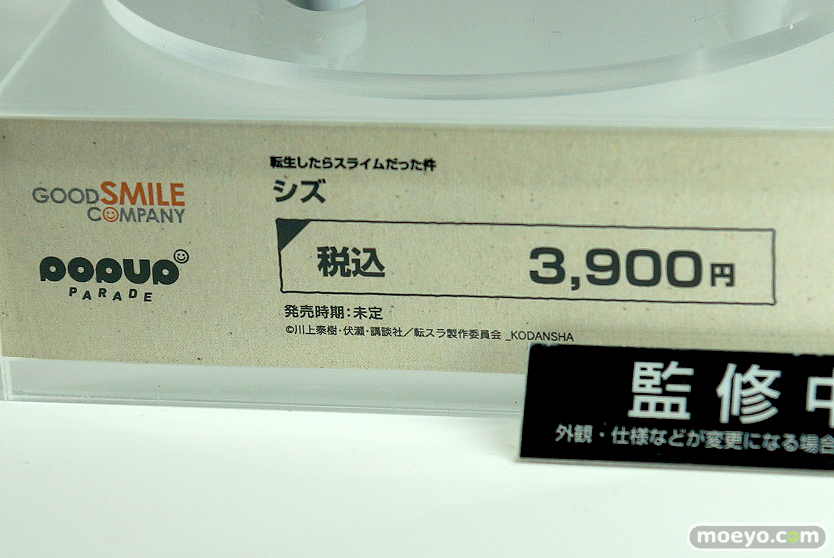 転生したらスライムだった件
シズ
GOODSMILE
COMPANY
税込 3,900円
POPUP
PARADE
発売時期:未定
©川上泰樹・伏瀬・講談社/転スラ製作委員会 _KODANSHA
監修中
外観・仕様などが変更になる場合
moeyo.com